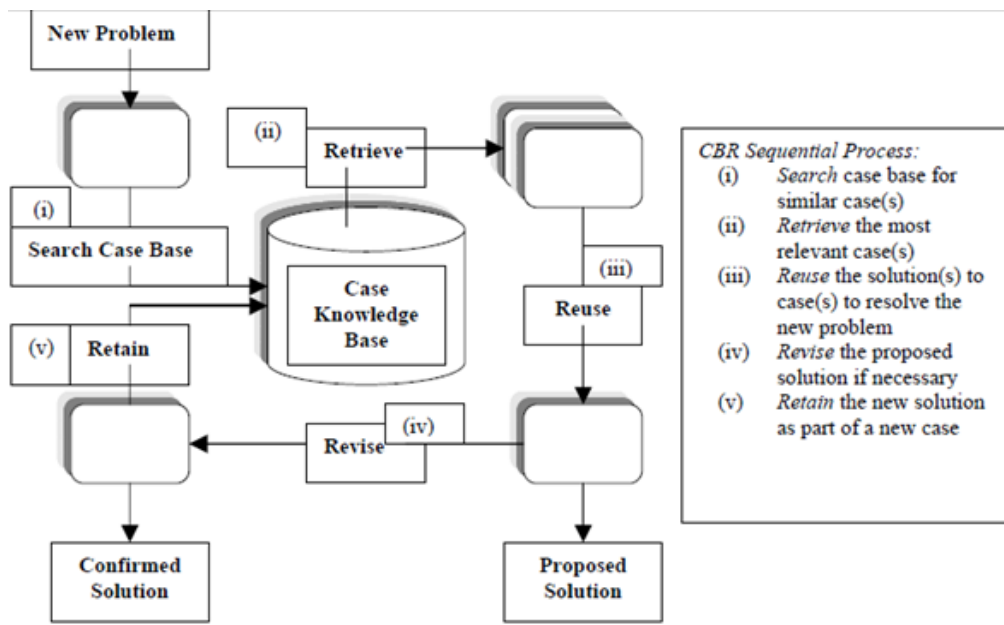 New Problem
(i)
Search Case Base
(ii)
Retrieve
Case
Knowledge
Base
(iii)
Reuse
(iv)
Revise
(v)
Retain
Confirmed
Solution
Proposed
Solution
CBR Sequential Process:
(i) Search case base for
similar case(s)
(ii) Retrieve the most
relevant case(s)
(iii) Reuse the solution(s) to
case(s) to resolve the
new problem
(iv) Revise the proposed
solution if necessary
(v) Retain the new solution
as part of a new case